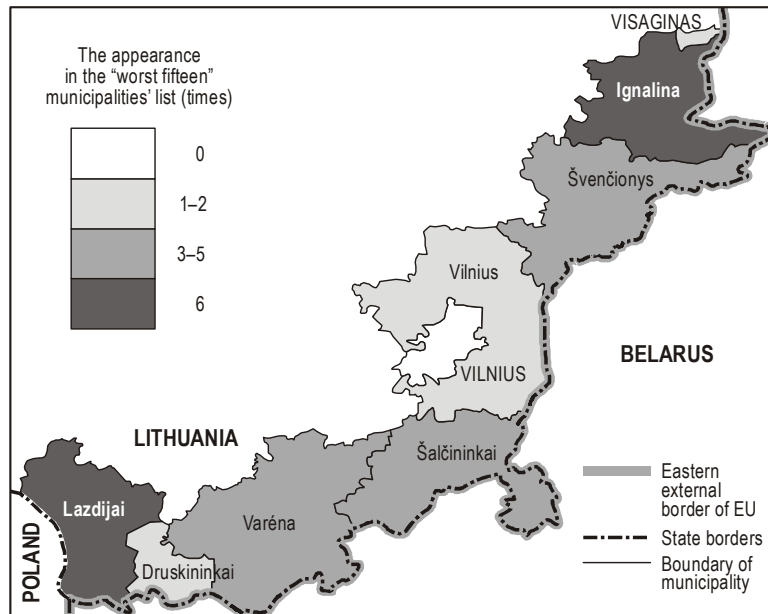 The appearance
in the “worst fifteen”
municipalities’ list (times)
0
1–2
3–5
6
VISAGINAS
Ignalina
Švenčionys
Vilnius
VILNIUS
BELARUS
LITHUANIA
Šalčininkai
Lazdijai
Varéna
Druskininkai
POLAND
Eastern
external
border of EU
State borders
Boundary of
municipality